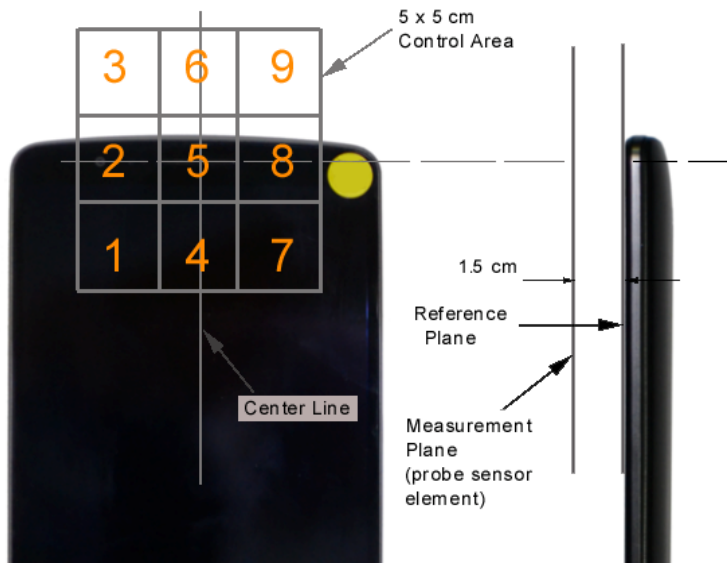 5 x 5 cm
Control Area
3 6 9
2 5 8
1 4 7
1.5 cm
Reference
Plane
Center Line
Measurement
Plane
(probe sensor
element)